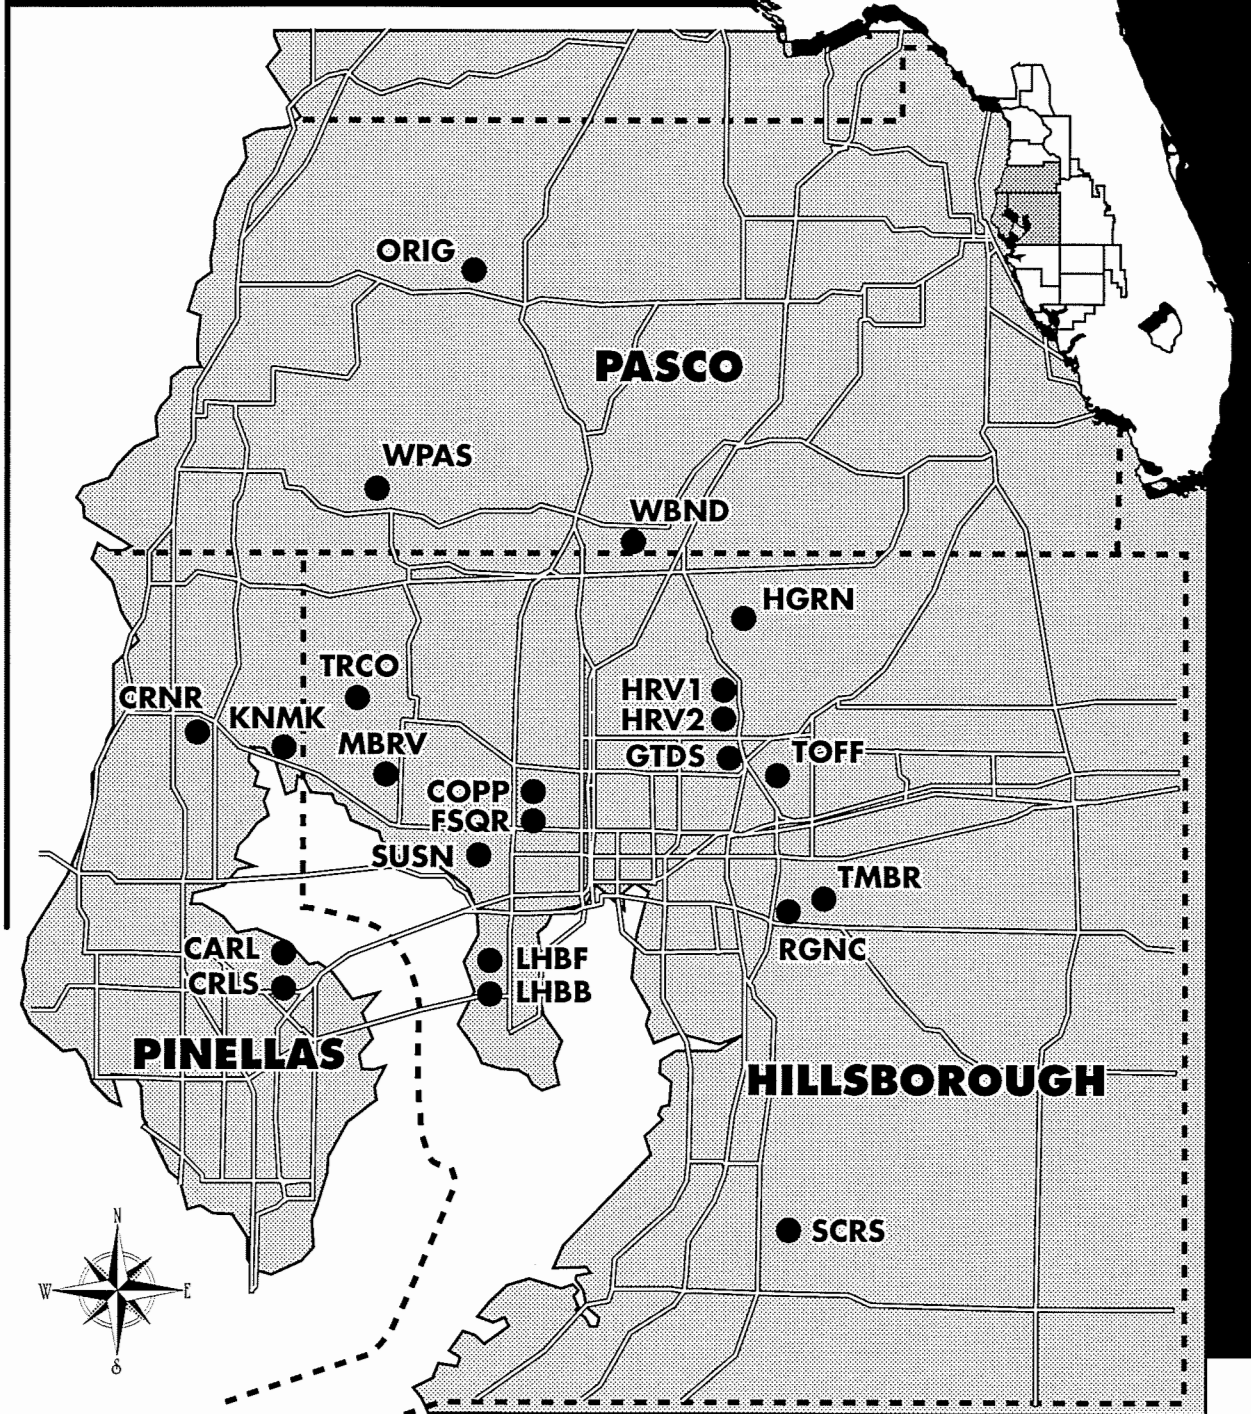 ORIG
PASCO
WPAS
WBND
HGRN
TRCO
CRNR
HRV1
KNMK
HRV2
MBRV
GTDS
TOFF
COPP
FSQR
SUSN
TMBR
CARL
RGNC
LHBF
CRLS
LHBB
PINELLAS
HILLSBOROUGH
SCRS
N
W
E
S